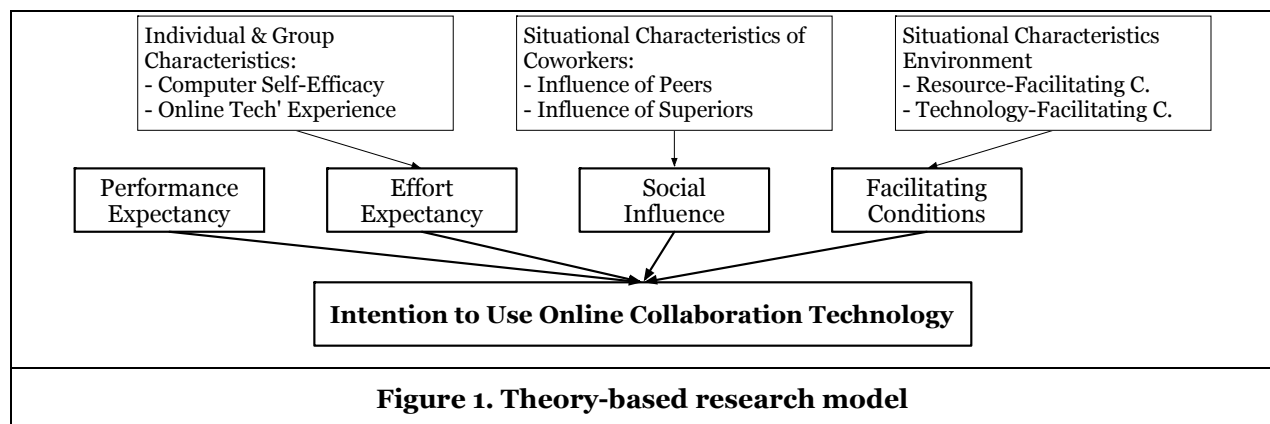 Individual & Group
Characteristics:
- Computer Self-Efficacy
- Online Tech' Experience
Situational Characteristics of
Coworkers:
- Influence of Peers
- Influence of Superiors
Situational Characteristics
Environment
- Resource-Facilitating C.
- Technology-Facilitating C.
Performance
Expectancy
Effort
Expectancy
Social
Influence
Facilitating
Conditions
Intention to Use Online Collaboration Technology
Figure 1. Theory-based research model